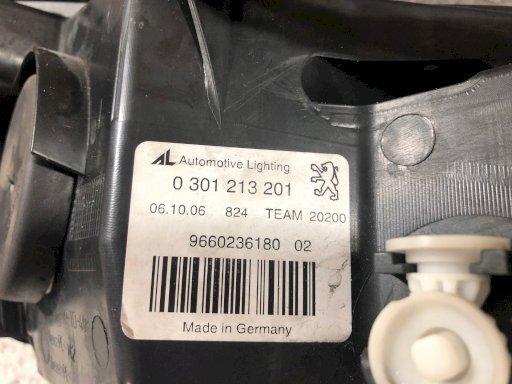 AL Automotive Lighting
0 301 213 201
06.10.06 824 TEAM 20200
9660236180 02
Made in Germany